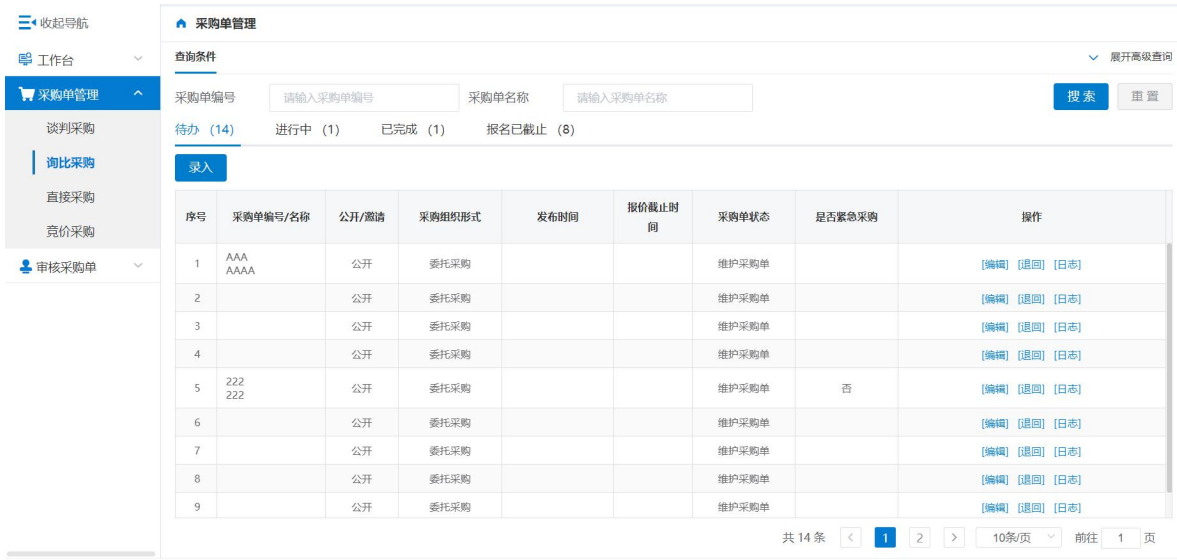 收起导航
采购单管理
工作台
查询条件
展开高级查询
采购单管理
采购单编号 请输入采购单编号 采购单名称 请输入采购单名称 搜索 重置
谈判采购
待办 (14) 进行中 (1) 已完成 (1) 报名已截止 (8)
询比采购
录入
直接采购
竞价采购
审核采购单
序号 采购单编号/名称 公开/邀请 采购组织形式 发布时间 报价截止时间 采购单状态 是否紧急采购 操作
1 AAA
AAAA 公开 委托采购 维护采购单 [编辑] [退回] [日志]
2 公开 委托采购 维护采购单 [编辑] [退回] [日志]
3 公开 委托采购 维护采购单 [编辑] [退回] [日志]
4 公开 委托采购 维护采购单 [编辑] [退回] [日志]
5 222
222 公开 委托采购 维护采购单 否 [编辑] [退回] [日志]
6 公开 委托采购 维护采购单 [编辑] [退回] [日志]
7 公开 委托采购 维护采购单 [编辑] [退回] [日志]
8 公开 委托采购 维护采购单 [编辑] [退回] [日志]
9 公开 委托采购 维护采购单 [编辑] [退回] [日志]
共 14 条 < 1 2 > 10条/页 前往 1 页